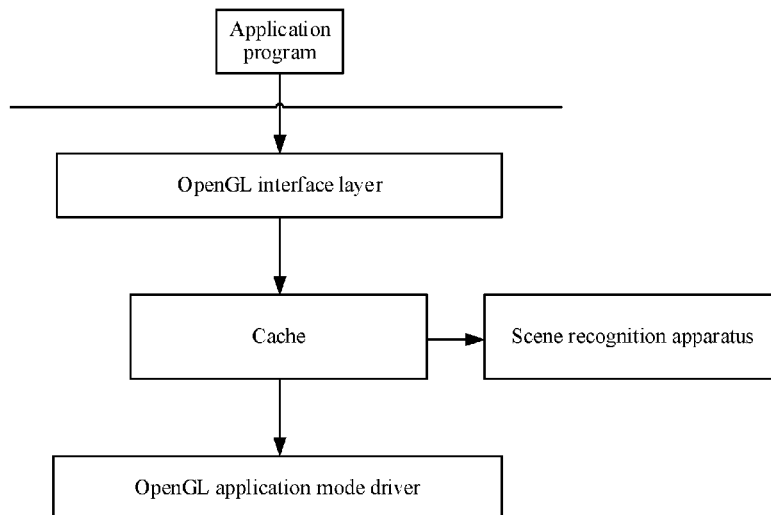 Application
program
OpenGL interface layer
Cache
Scene recognition apparatus
OpenGL application mode driver